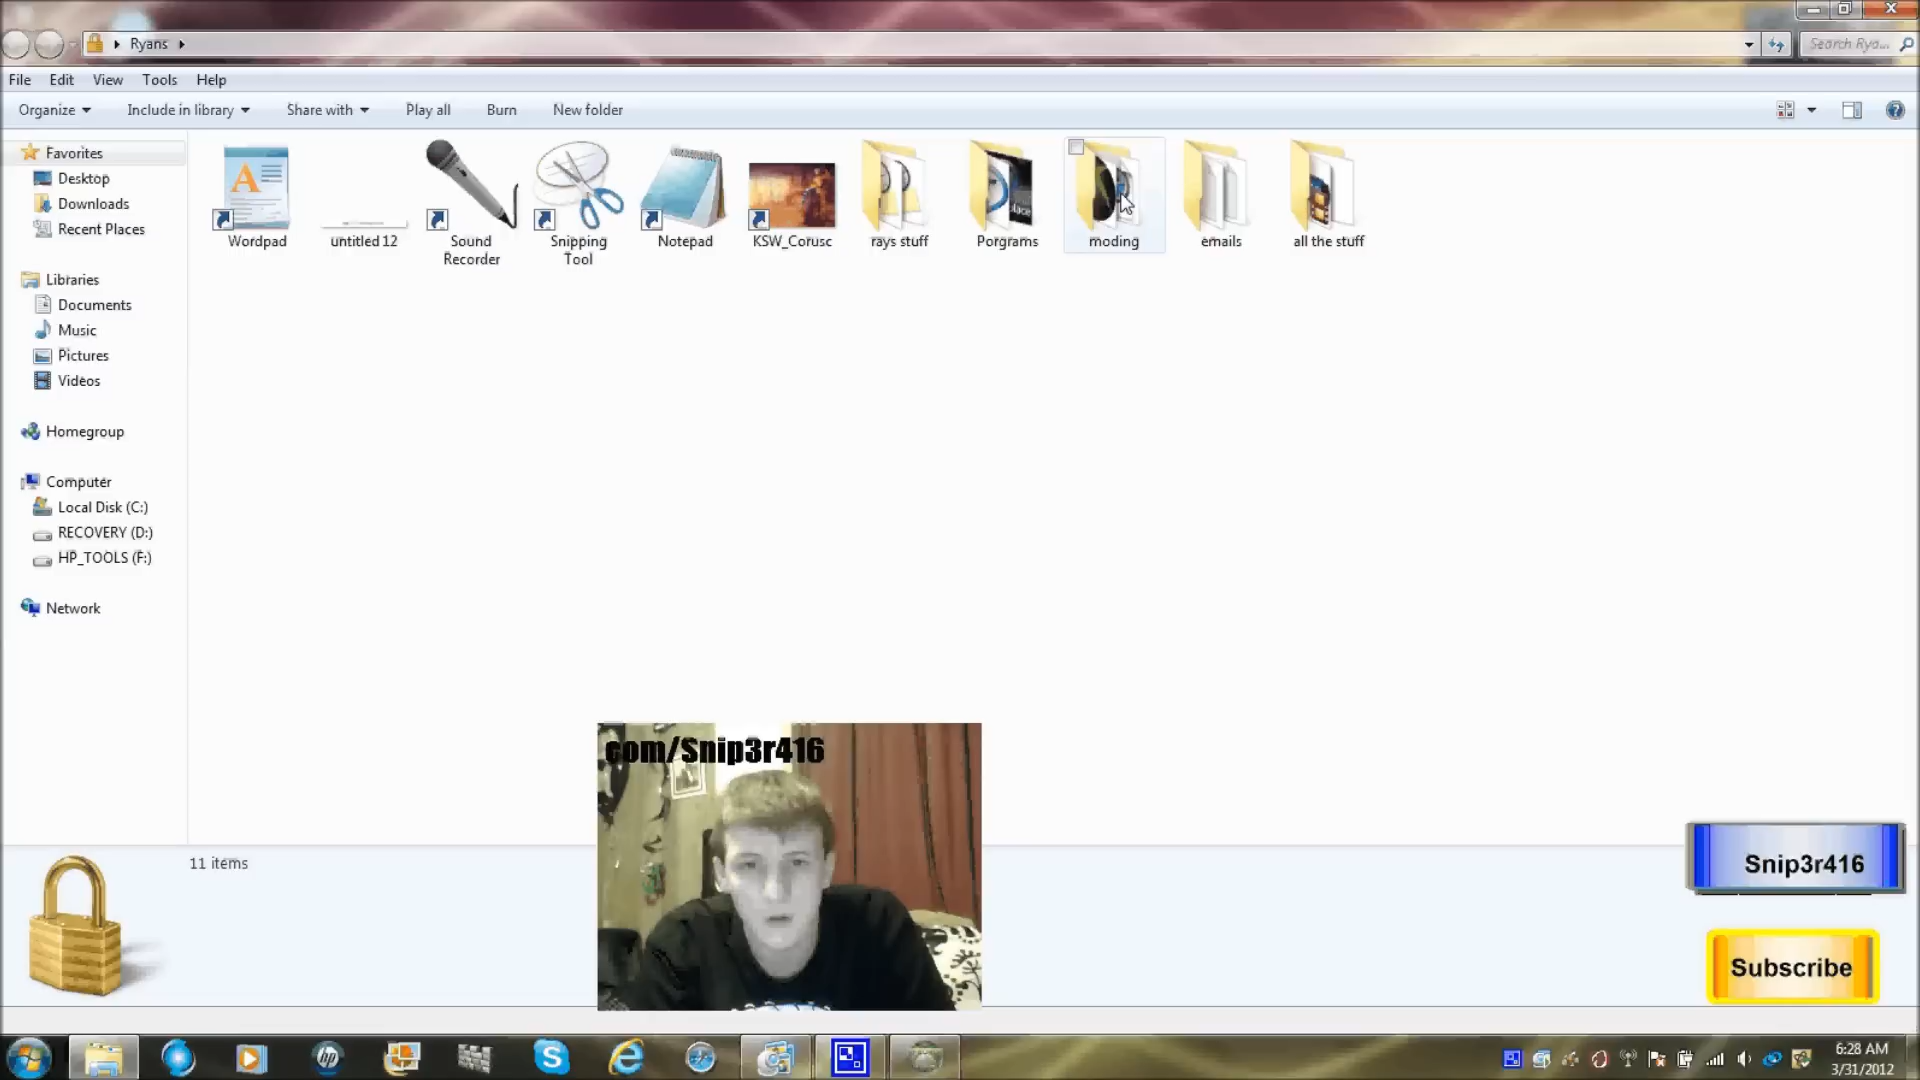 Ryans
Search Rya...
File Edit View Tools Help
Organize Include in library Share with Play all Burn New folder
Favorites
Desktop
Downloads
Recent Places
Libraries
Documents
Music
Pictures
Videos
Homegroup
Computer
Local Disk (C:)
RECOVERY (D:)
HP_TOOLS (F:)
Network
Wordpad
untitled 12
Sound
Recorder
Snipping
Tool
Notepad
KSW_Corusc
rays stuff
Porgrams
moding
emails
all the stuff
11 items
com/Snip3r416
Snip3r416
Subscribe
hp
6:28 AM
3/31/2012